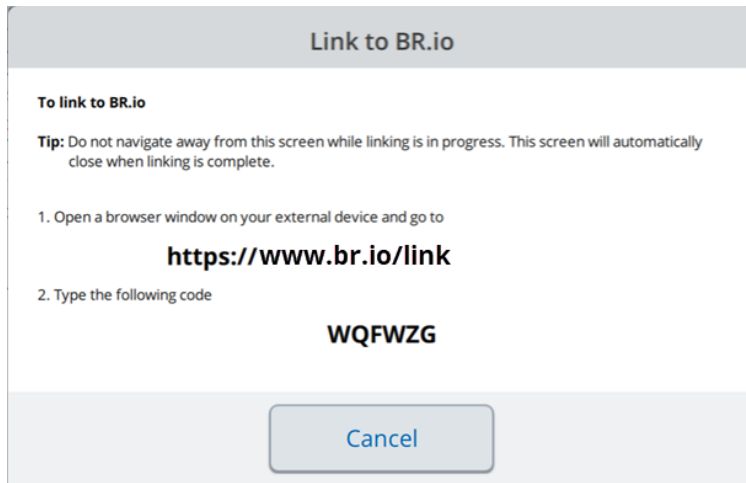 Link to BR.io
To link to BR.io
Tip: Do not navigate away from this screen while linking is in progress. This screen will automatically
close when linking is complete.
1. Open a browser window on your external device and go to
https://www.br.io/link
2. Type the following code
WQFWZG
Cancel